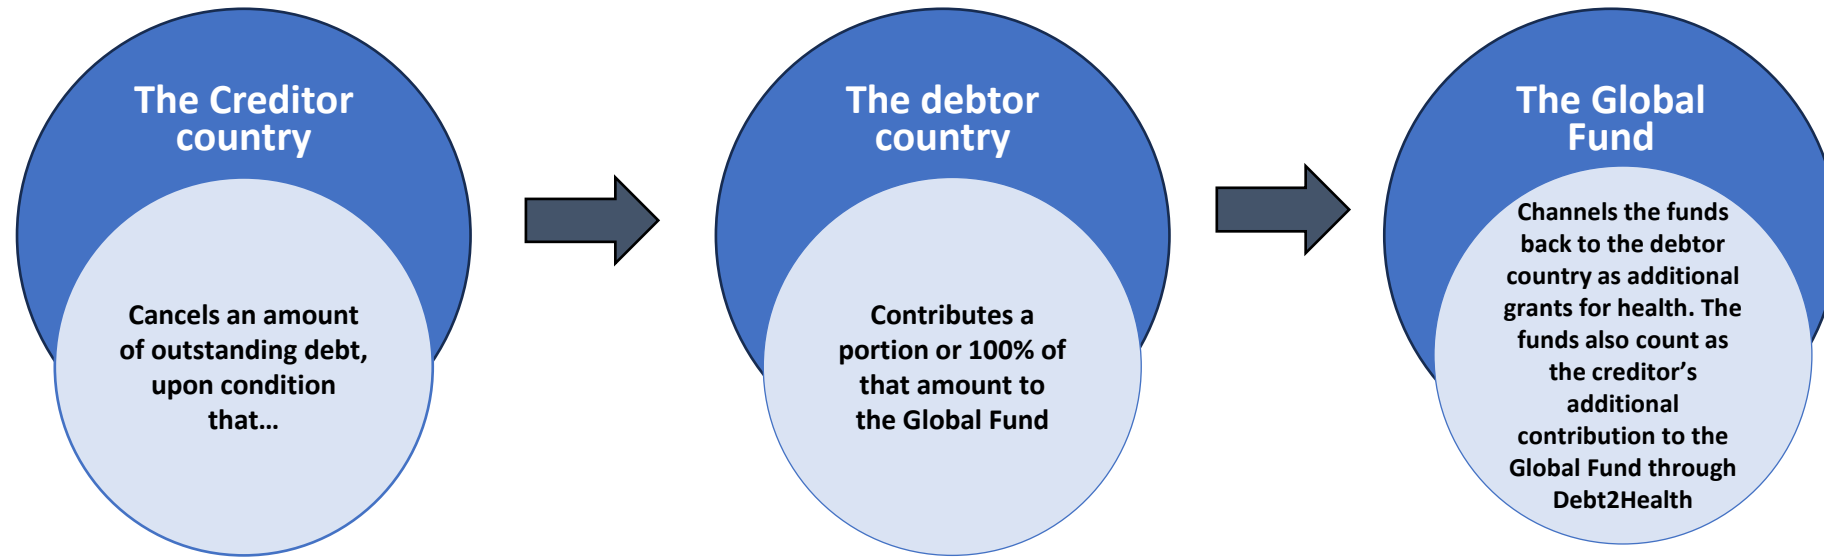 The Creditor
country
Cancels an amount
of outstanding debt,
upon condition
that…
The debtor
country
Contributes a
portion or 100% of
that amount to
the Global Fund
The Global
Fund
Channels the funds
back to the debtor
country as additional
grants for health. The
funds also count as
the creditor’s
additional
contribution to the
Global Fund through
Debt2Health